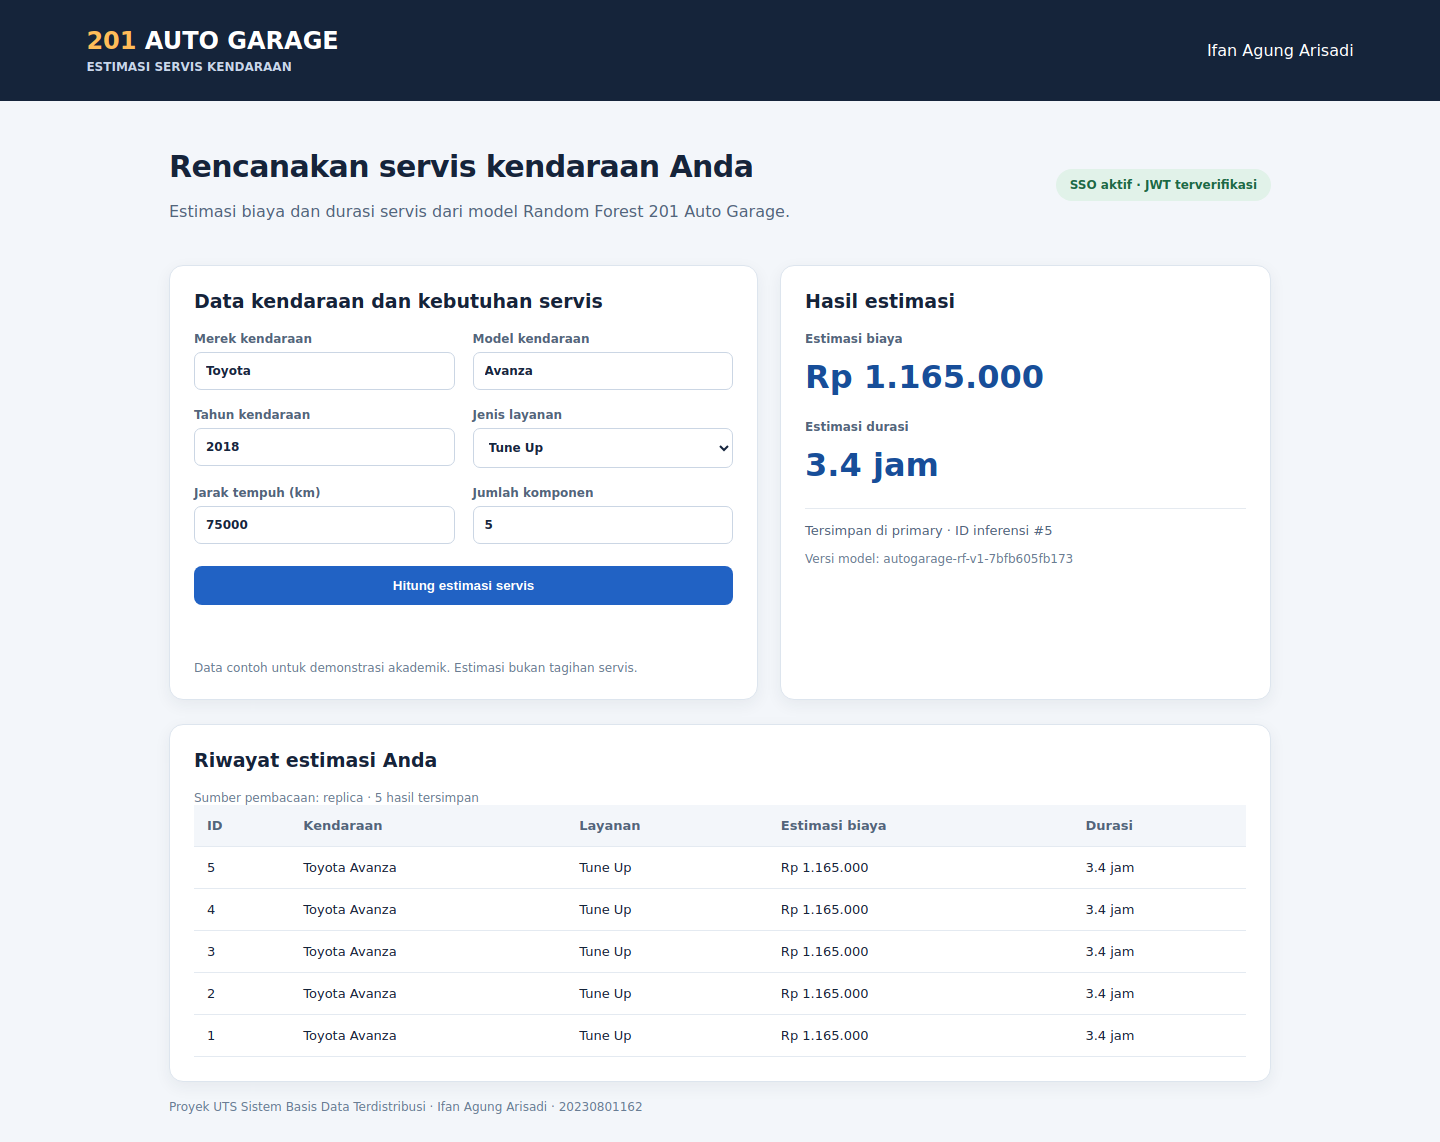 201 AUTO GARAGE
ESTIMASI SERVIS KENDARAAN
Ifan Agung Arisadi
Rencanakan servis kendaraan Anda
Estimasi biaya dan durasi servis dari model Random Forest 201 Auto Garage.
SSO aktif · JWT terverifikasi
Data kendaraan dan kebutuhan servis
Merek kendaraan Model kendaraan
Toyota Avanza
Tahun kendaraan Jenis layanan
2018 Tune Up
Jarak tempuh (km) Jumlah komponen
75000 5
Hitung estimasi servis
Data contoh untuk demonstrasi akademik. Estimasi bukan tagihan servis.
Hasil estimasi
Estimasi biaya
Rp 1.165.000
Estimasi durasi
3.4 jam
Tersimpan di primary · ID inferensi #5
Versi model: autogarage-rf-v1-7bfb605fb173
Riwayat estimasi Anda
Sumber pembacaan: replica · 5 hasil tersimpan
ID Kendaraan Layanan Estimasi biaya Durasi
5 Toyota Avanza Tune Up Rp 1.165.000 3.4 jam
4 Toyota Avanza Tune Up Rp 1.165.000 3.4 jam
3 Toyota Avanza Tune Up Rp 1.165.000 3.4 jam
2 Toyota Avanza Tune Up Rp 1.165.000 3.4 jam
1 Toyota Avanza Tune Up Rp 1.165.000 3.4 jam
Proyek UTS Sistem Basis Data Terdistribusi · Ifan Agung Arisadi · 20230801162